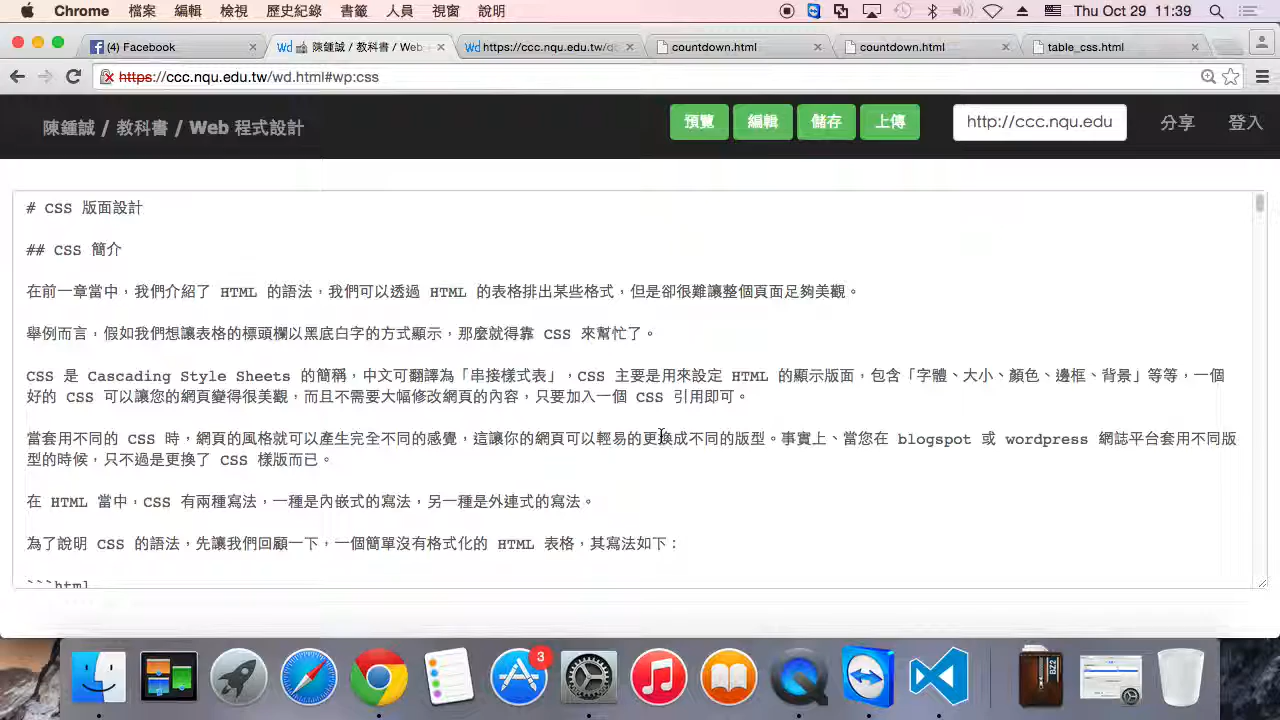 Chrome 檔案 編輯 檢視 歷史紀錄 書籤 人員 視窗 說明 Thu Oct 29 11:39
(4) Facebook
陳鍾誠 / 教科書 / Web
https://ccc.nqu.edu.tw/d
countdown.html
countdown.html
table_css.html
https://ccc.nqu.edu.tw/wd.html#wp:css
陳鍾誠 / 教科書 / Web 程式設計
預覽 編輯 儲存 上傳
http://ccc.nqu.edu
分享 登入
# CSS 版面設計
## CSS 簡介
在前一章當中，我們介紹了 HTML 的語法，我們可以透過 HTML 的表格排出某些格式，但是卻很難讓整個頁面足夠美觀。
舉例而言，假如我們想讓表格的標頭欄以黑底白字的方式顯示，那麼就得靠 CSS 來幫忙了。
CSS 是 Cascading Style Sheets 的簡稱，中文可翻譯為「串接樣式表」，CSS 主要是用來設定 HTML 的顯示版面，包含「字體、大小、顏色、邊框、背景」等等，一個
好的 CSS 可以讓您的網頁變得很美觀，而且不需要大幅修改網頁的內容，只要加入一個 CSS 引用即可。
當套用不同的 CSS 時，網頁的風格就可以產生完全不同的感覺，這讓你的網頁可以輕易的更換成不同的版型。事實上、當您在 blogspot 或 wordpress 網誌平台套用不同版
型的時候，只不過是更換了 CSS 樣版而已。
在 HTML 當中，CSS 有兩種寫法，一種是內嵌式的寫法，另一種是外連式的寫法。
為了說明 CSS 的語法，先讓我們回顧一下，一個簡單沒有格式化的 HTML 表格，其寫法如下：
```html
3